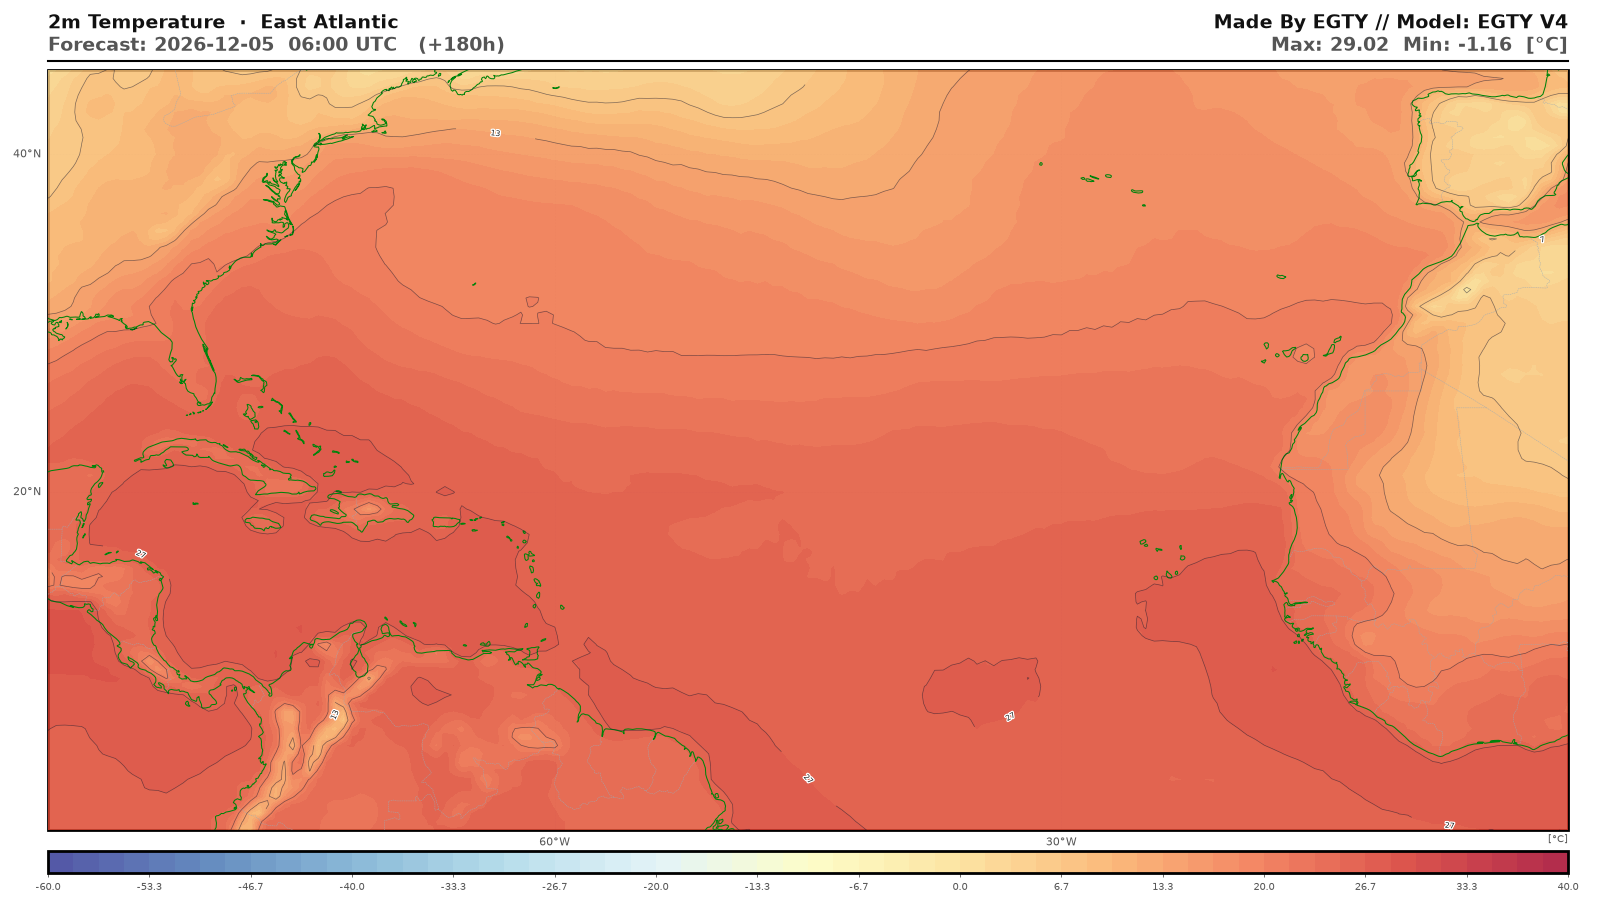 2m Temperature · East Atlantic
Made By EGTY // Model: EGTY V4
Forecast: 2026-12-05 06:00 UTC (+180h)
Max: 29.02 Min: -1.16 [°C]
13
40°N
7
20°N
27
13
27
27
27
60°W
30°W
[°C]
-60.0 -53.3 -46.7 -40.0 -33.3 -26.7 -20.0 -13.3 -6.7 0.0 6.7 13.3 20.0 26.7 33.3 40.0